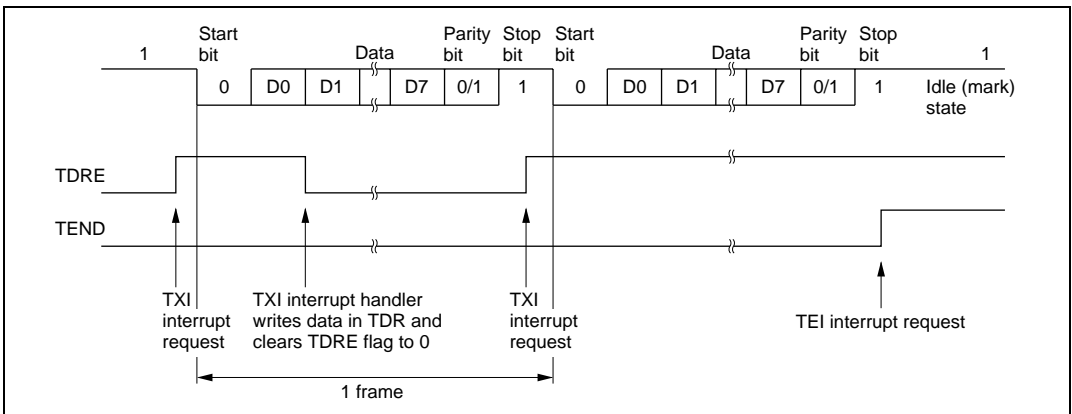 1
Start bit
Data
Parity bit
Stop bit
Start bit
Data
Parity bit
Stop bit
1
0 D0 D1 D7 0/1 1 0 D0 D1 D7 0/1 1 Idle (mark) state
TDRE
TEND
TXI
interrupt
request
TXI interrupt handler
writes data in TDR and
clears TDRE flag to 0
TXI
interrupt
request
TEI interrupt request
1 frame